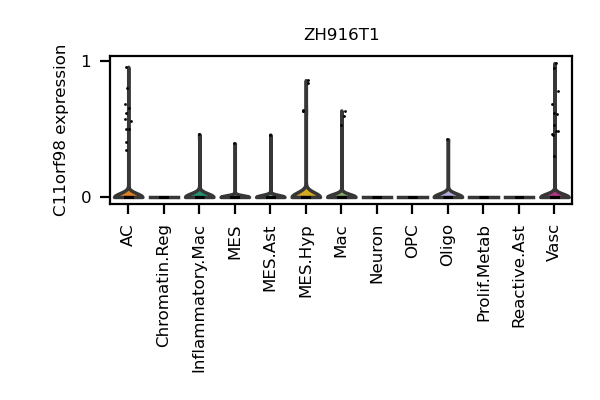 ZH916T1
C11orf98 expression
1
0
AC
Chromatin.Reg
Inflammatory.Mac
MES
MES.Ast
MES.Hyp
Mac
Neuron
OPC
Oligo
Prolif.Metab
Reactive.Ast
Vasc